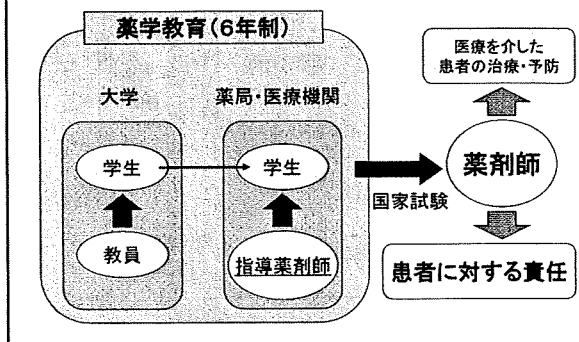 薬学教育(6年制)
大学
薬局・医療機関
学生
学生
教員
指導薬剤師
国家試験
医療を介した
患者の治療・予防
薬剤師
患者に対する責任